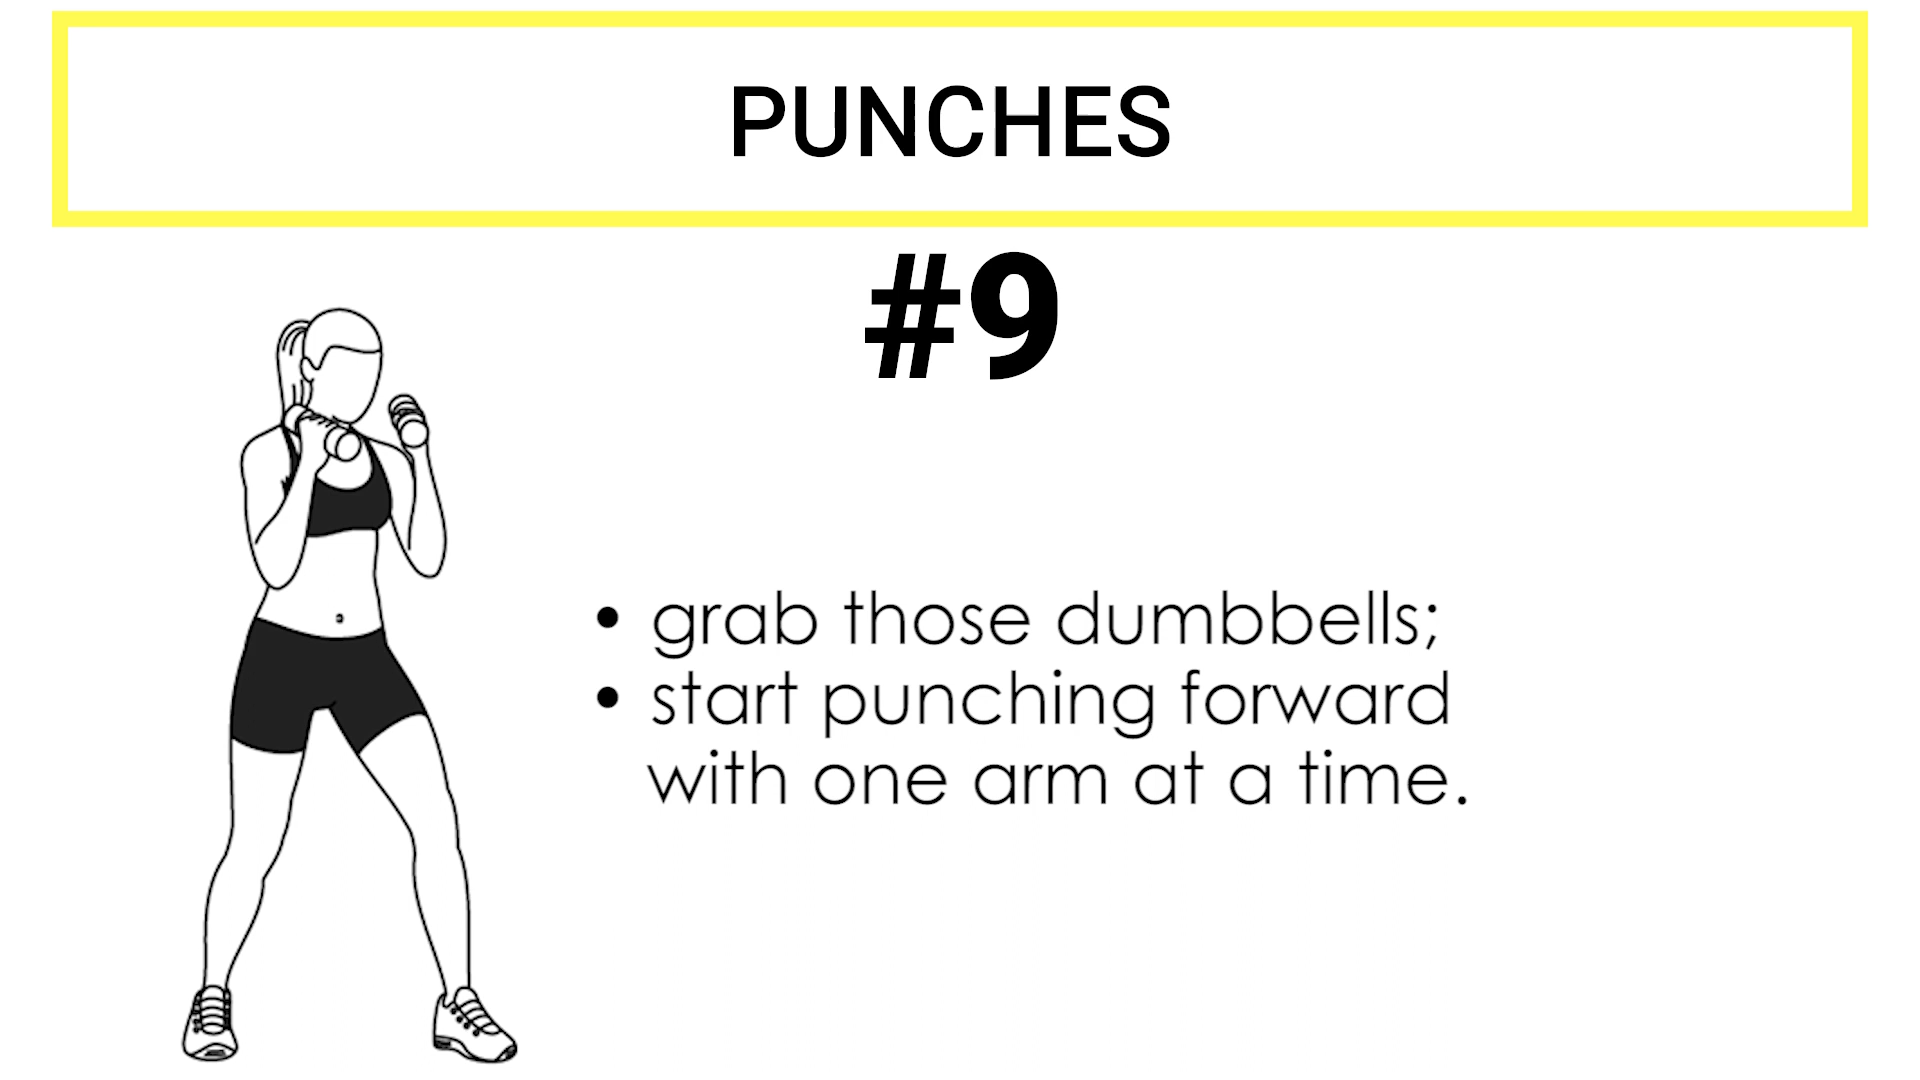 PUNCHES
#9
• grab those dumbbells;
• start punching forward
with one arm at a time.